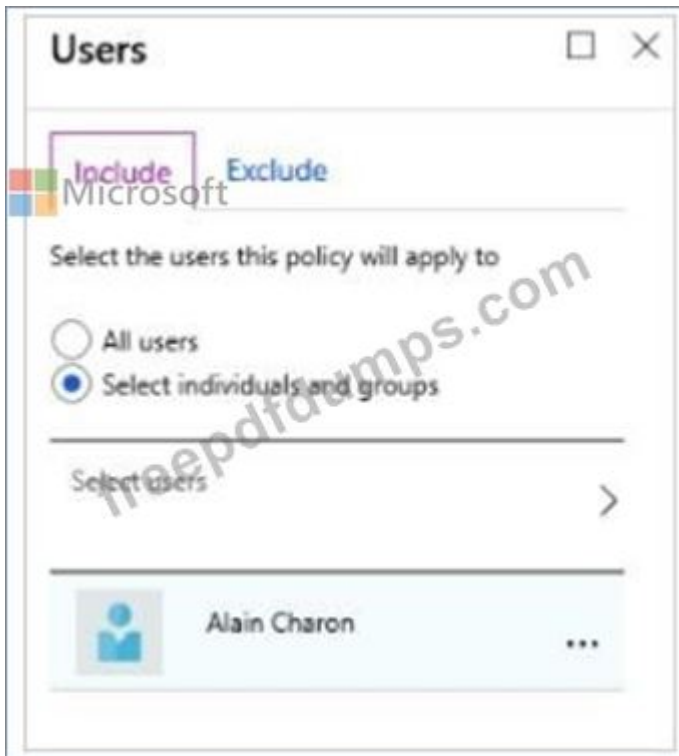 Users
Include
Exclude
Microsoft
Select the users this policy will apply to
All users
Select individuals and groups
freepdfdumps.com
Select users
Alain Charon